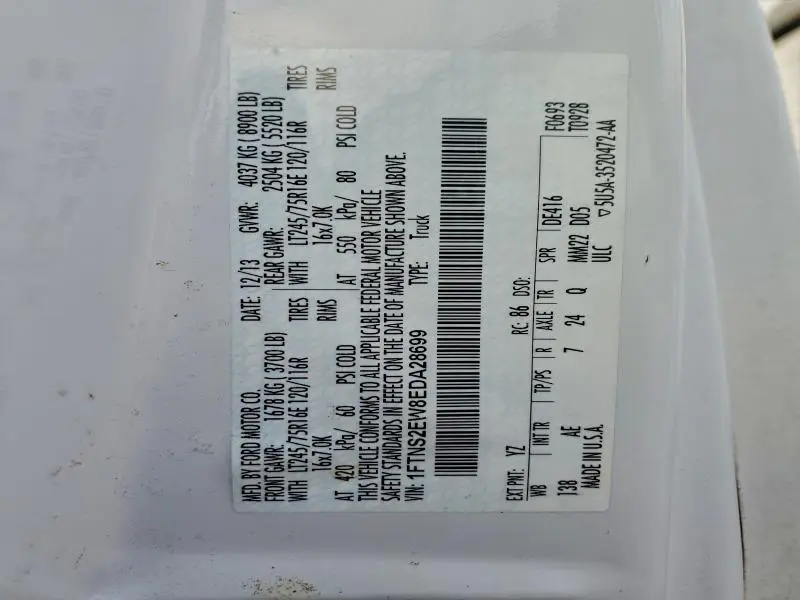 MFD. BY FORD MOTOR CO. DATE: 12/13 GVWR: 4037 KG ( 8900 LB)
FRONT GAWR: 1678 KG ( 3700 LB) REAR GAWR: 2504 KG ( 5520 LB)
WITH LT245/75R16E 120/116R TIRES WITH LT245/75R16E 120/116R TIRES
16x7.0K RIMS 16x7.0K RIMS
AT 420 kPa/ 60 PSI COLD AT 550 kPa/ 80 PSI COLD
THIS VEHICLE CONFORMS TO ALL APPLICABLE FEDERAL MOTOR VEHICLE
SAFETY STANDARDS IN EFFECT ON THE DATE OF MANUFACTURE SHOWN ABOVE.
VIN: 1FTNS2EW8EDA28699 TYPE: Truck
EXT PNT: YZ RC: 86 DSO: F0693
WB INT TR TP/PS R AXLE TR SPR DE416 T0928
138 AE 7 24 Q MM22 D05
MADE IN U.S.A. ULC ▽5U5A-3520472-AA